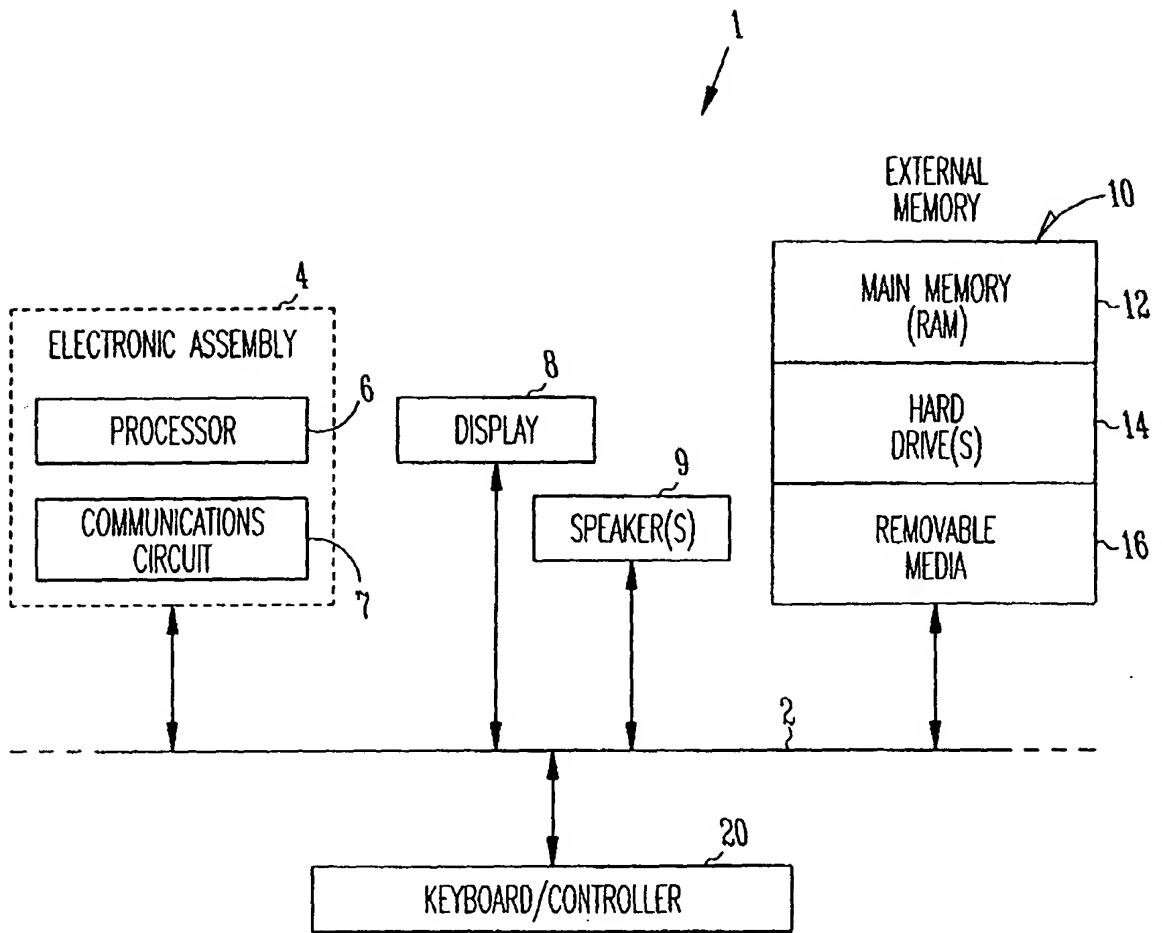 1
EXTERNAL
MEMORY
10
MAIN MEMORY
(RAM)
12
HARD
DRIVE(S)
14
REMOVABLE
MEDIA
16
4
ELECTRONIC ASSEMBLY
PROCESSOR
6
COMMUNICATIONS
CIRCUIT
7
8
DISPLAY
9
SPEAKER(S)
2
20
KEYBOARD/CONTROLLER